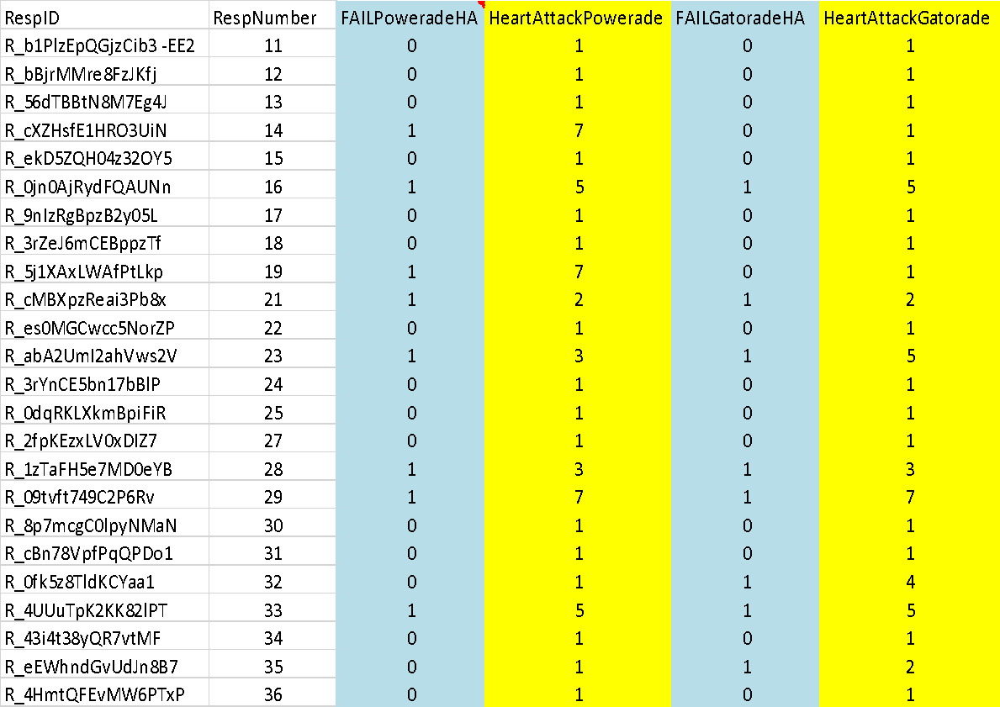 RespID RespNumber FAILPoweradeHA HeartAttackPowerade FAILGatoradeHA HeartAttackGatorade
R_b1PlzEpQGjzCib3 -EE2 11 0 1 0 1
R_bBjrMMre8FzJKfj 12 0 1 0 1
R_56dTBBtN8M7Eg4J 13 0 1 0 1
R_cXZHsfE1HRO3UiN 14 1 7 0 1
R_ekD5ZQH04z32OY5 15 0 1 0 1
R_0jn0AjRydFQAUNn 16 1 5 1 5
R_9nIzRgBpzB2y05L 17 0 1 0 1
R_3rZeJ6mCEBppzTf 18 0 1 0 1
R_5j1XAxLWAfPtLkp 19 1 7 0 1
R_cMBXpzReai3Pb8x 21 1 2 1 2
R_es0MGCwcc5NorZP 22 0 1 0 1
R_abA2UmI2ahVws2V 23 1 3 1 5
R_3rYnCE5bn17bBlP 24 0 1 0 1
R_0dqRKLXkmBpiFiR 25 0 1 0 1
R_2fpKEzxLV0xDIZ7 27 0 1 0 1
R_1zTaFH5e7MD0eYB 28 1 3 1 3
R_09tvft749C2P6Rv 29 1 7 1 7
R_8p7mcgC0lpyNMaN 30 0 1 0 1
R_cBn78VpfPqQPDo1 31 0 1 0 1
R_0fk5z8TldKCYaa1 32 0 1 1 4
R_4UUuTpK2KK82lPT 33 1 5 1 5
R_43i4t38yQR7vtMF 34 0 1 0 1
R_eEWhndGvUdJn8B7 35 0 1 1 2
R_4HmtQFEvMW6PTxP 36 0 1 0 1